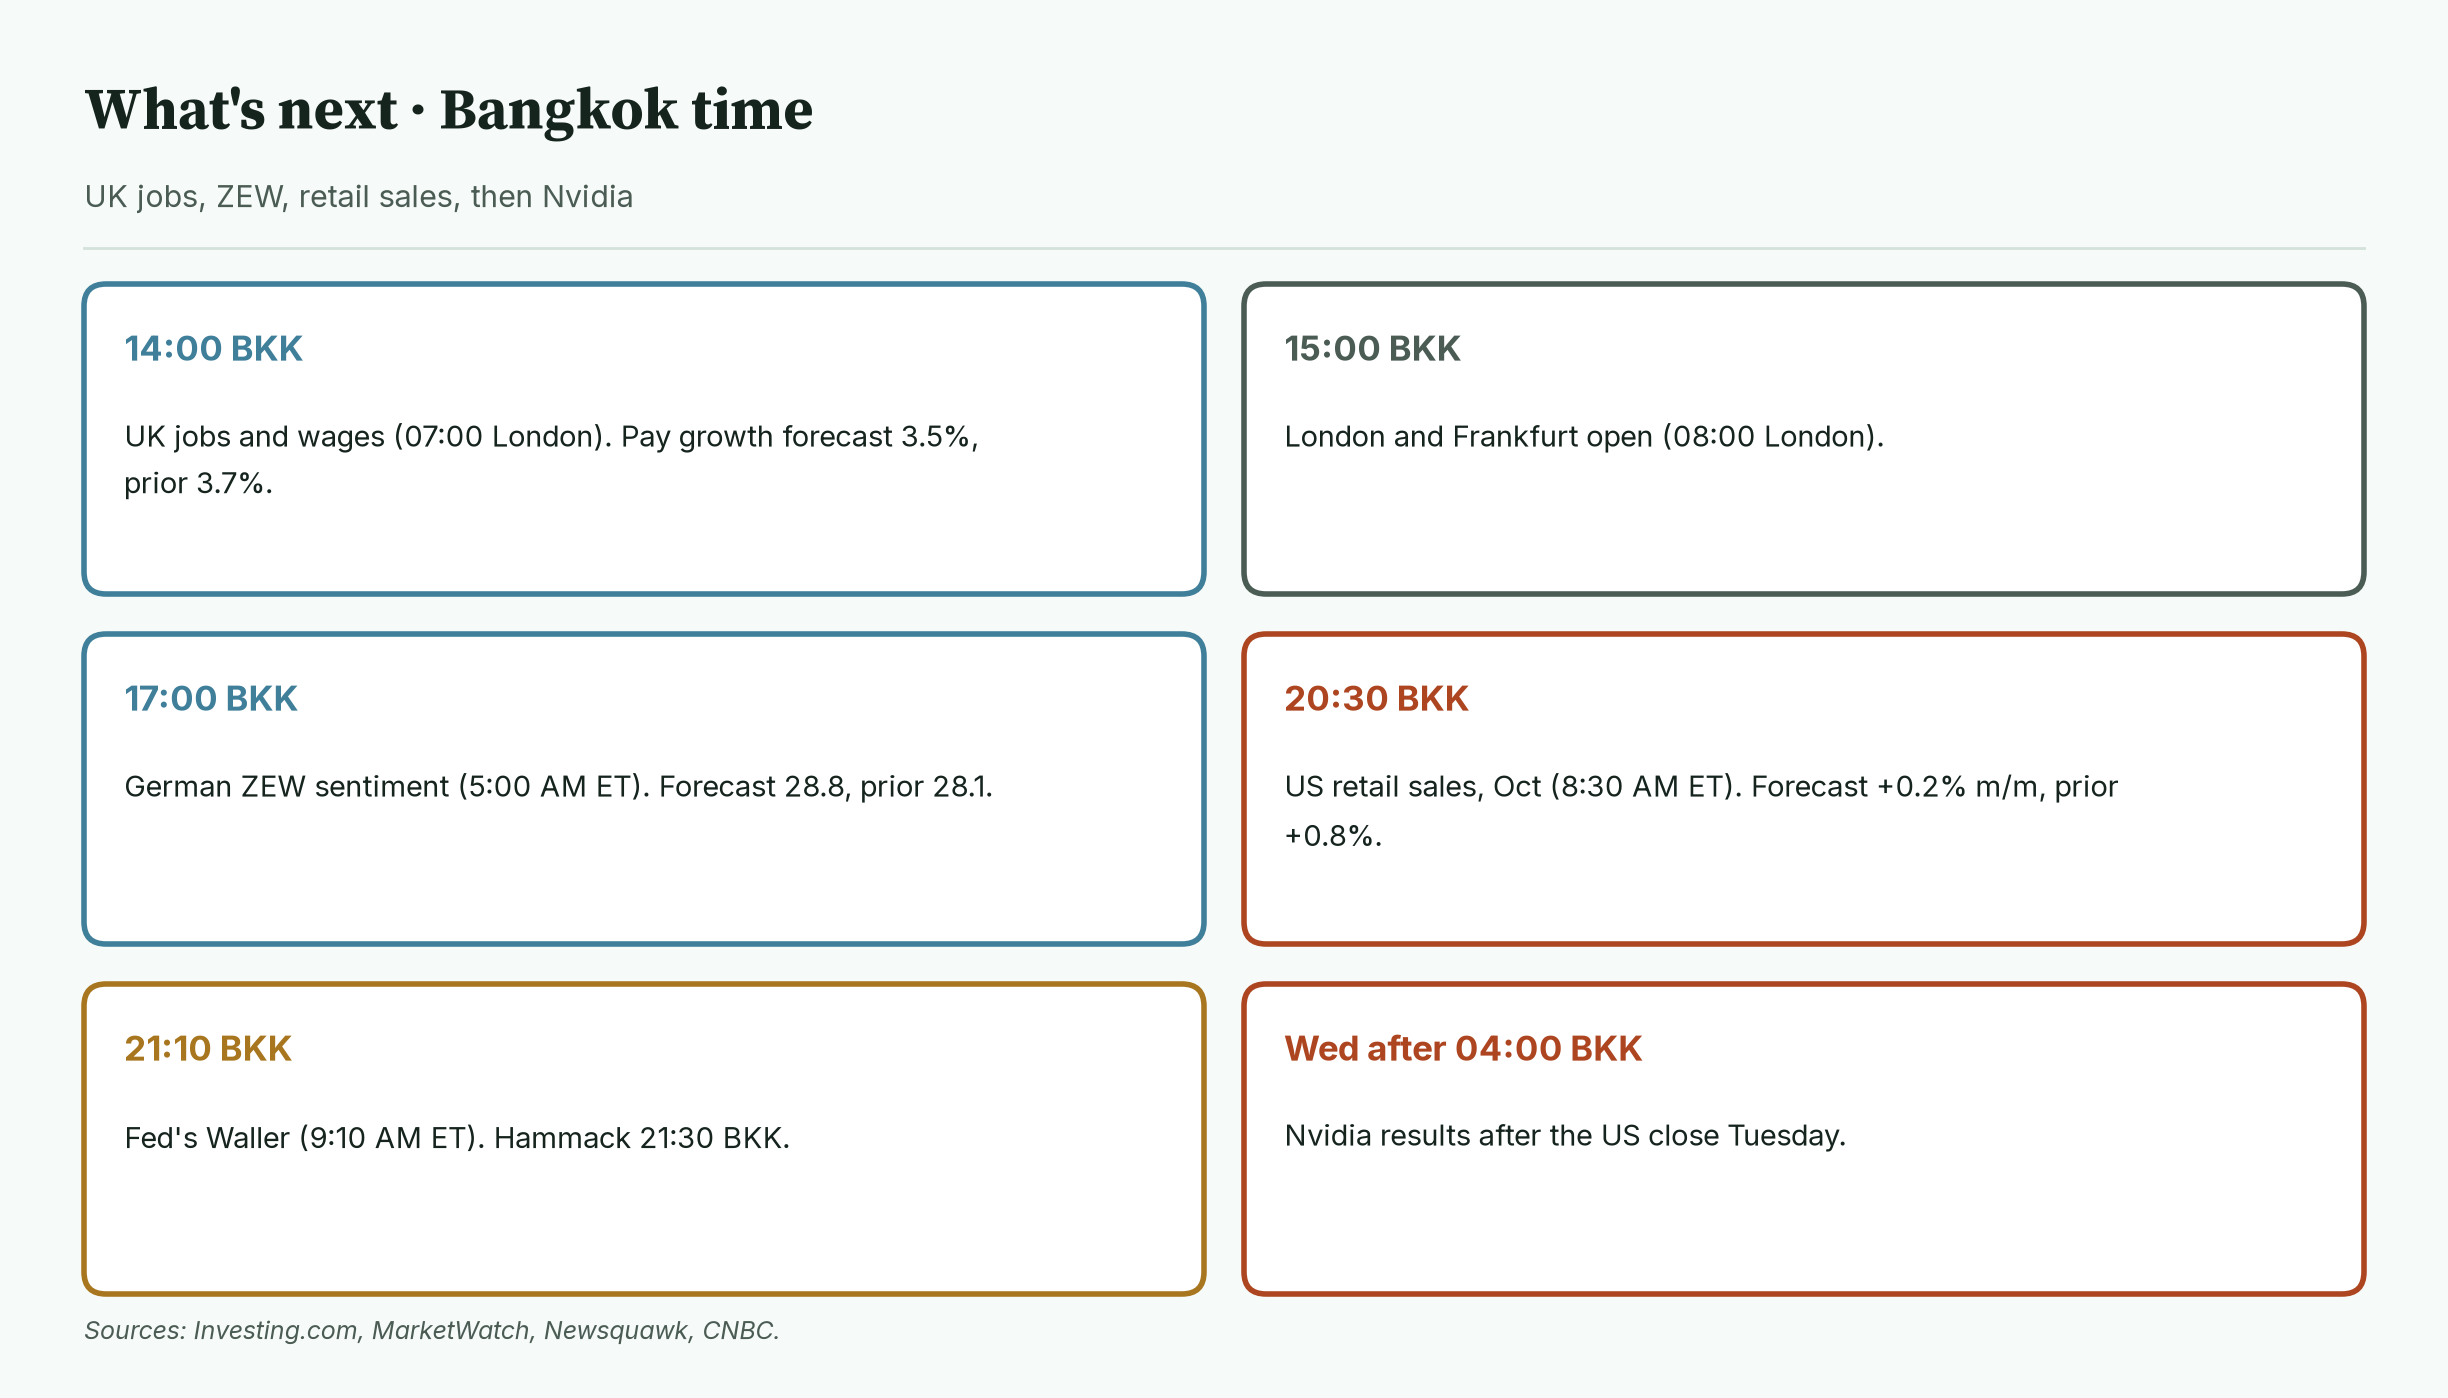 What's next · Bangkok time
UK jobs, ZEW, retail sales, then Nvidia
14:00 BKK
UK jobs and wages (07:00 London). Pay growth forecast 3.5%,
prior 3.7%.
15:00 BKK
London and Frankfurt open (08:00 London).
17:00 BKK
German ZEW sentiment (5:00 AM ET). Forecast 28.8, prior 28.1.
20:30 BKK
US retail sales, Oct (8:30 AM ET). Forecast +0.2% m/m, prior
+0.8%.
21:10 BKK
Fed's Waller (9:10 AM ET). Hammack 21:30 BKK.
Wed after 04:00 BKK
Nvidia results after the US close Tuesday.
Sources: Investing.com, MarketWatch, Newsquawk, CNBC.